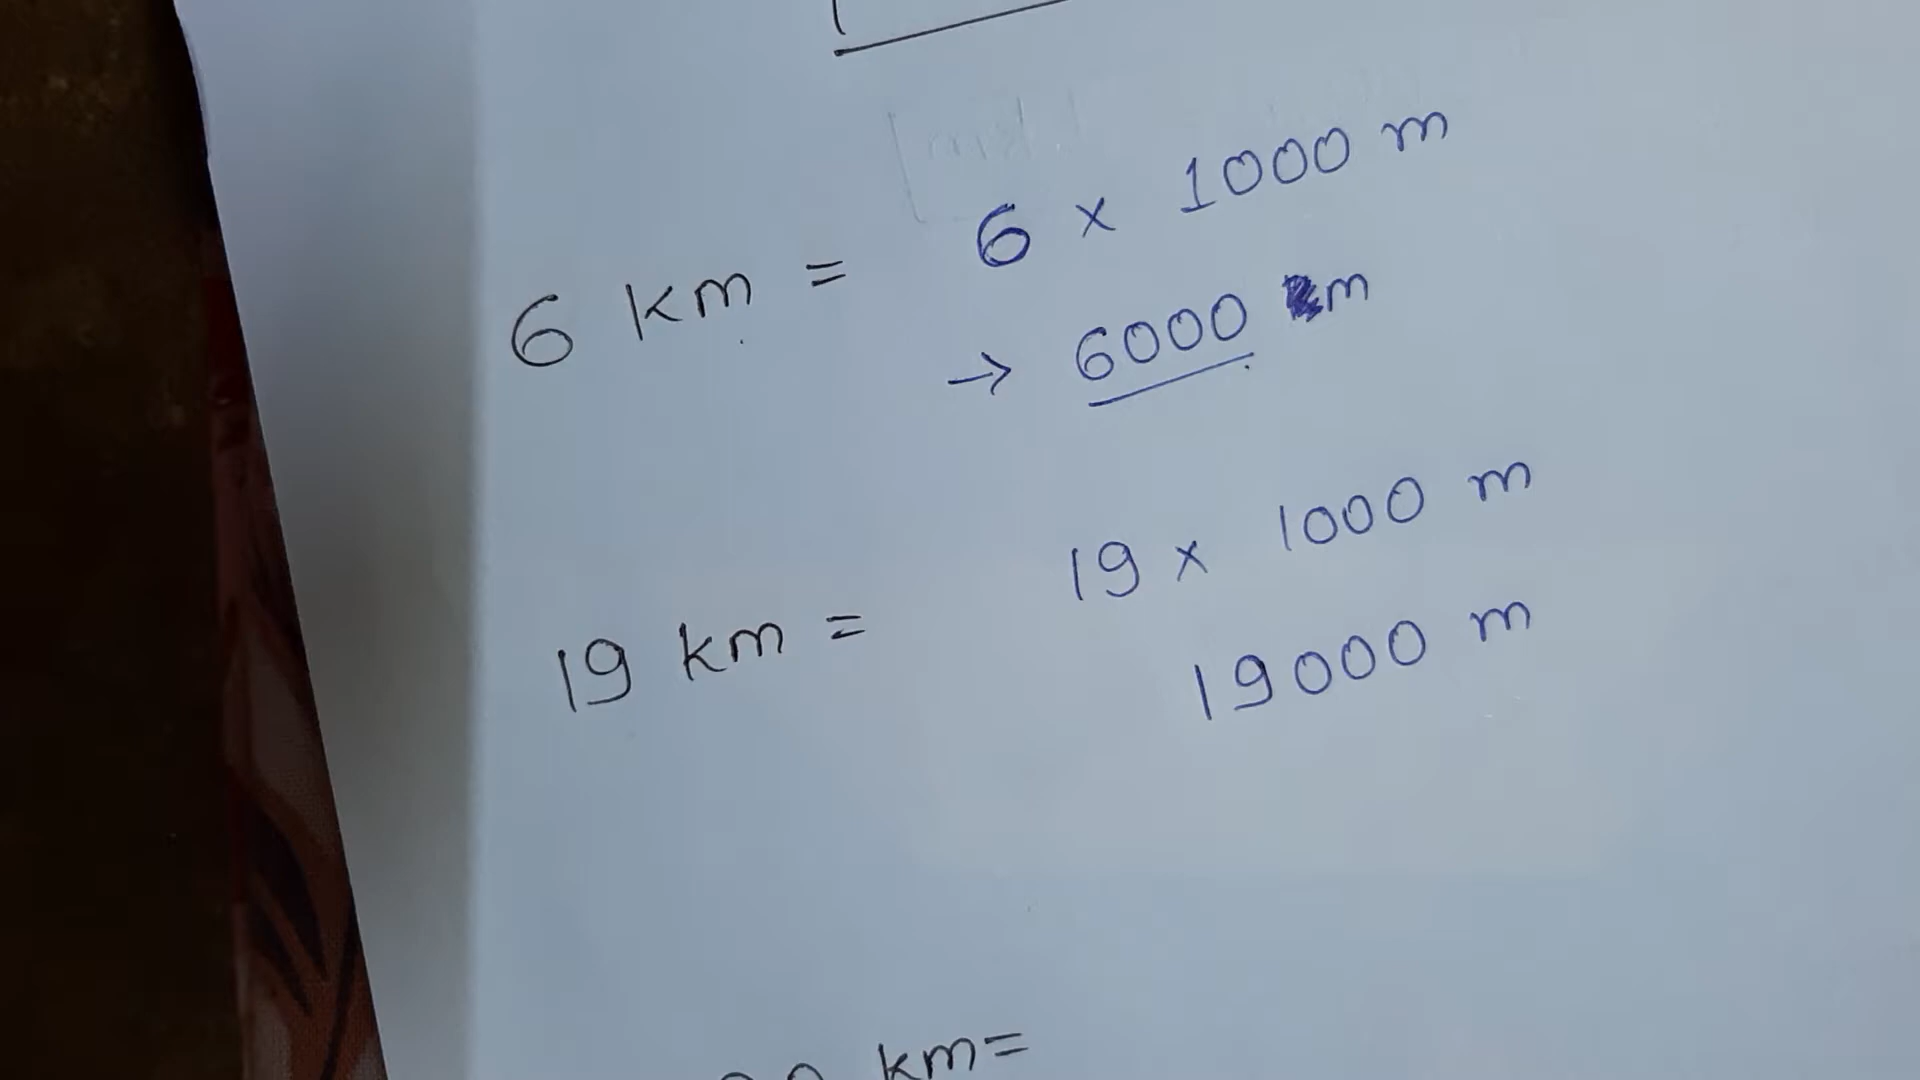 6 km = 6 x 1000 m
→ 6000 m
19 km = 19 x 1000 m
19000 m
km=